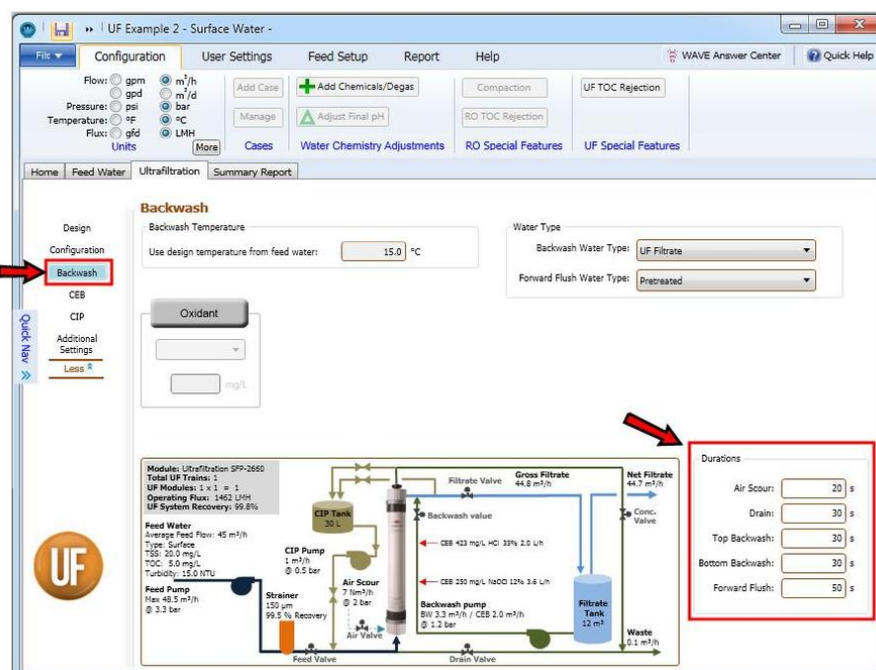 UF Example 2 - Surface Water -
File
Configuration
User Settings
Feed Setup
Report
Help
WAVE Answer Center
Quick Help
Flow: gpm m³/h
gpd m³/d
Pressure: psi bar
Temperature: °F °C
Flux: gfd LMH
Units
More
Add Case
Manage
Cases
Add Chemicals/Degas
Adjust Final pH
Water Chemistry Adjustments
Compaction
RO TOC Rejection
RO Special Features
UF TOC Rejection
UF Special Features
Home Feed Water Ultrafiltration Summary Report
Design
Configuration
Backwash
CEB
CIP
Additional
Settings
Less
Quick Nav
Backwash
Backwash Temperature
Use design temperature from feed water: 15.0 °C
Water Type
Backwash Water Type: UF Filtrate
Forward Flush Water Type: Pretreated
Oxidant
mg/L
Module: Ultrafiltration SFP-2660
Total UF Trains: 1
UF Modules: 1 x 1 = 1
Operating Flux: 1462 LMH
UF System Recovery: 99.8%
Feed Water
Average Feed Flow: 45 m³/h
Type: Surface
TSS: 20.0 mg/L
TOC: 5.0 mg/L
Turbidity: 15.0 NTU
Feed Pump
Max 48.5 m³/h
@ 3.3 bar
Strainer
150 µm
99.5 % Recovery
CIP Tank
30 L
CIP Pump
1 m³/h
@ 0.5 bar
Air Scour
7 Nm³/h
@ 2 bar
Air Valve
Feed Valve
Drain Valve
Filtrate Valve
Gross Filtrate
44.8 m³/h
Net Filtrate
44.7 m³/h
Backwash value
Conc.
Valve
CEB 423 mg/L HCl 33% 2.0 L/h
CEB 250 mg/L NaOCl 12% 3.6 L/h
Backwash pump
BW 3.3 m³/h / CEB 2.0 m³/h
@ 1.2 bar
Filtrate
Tank
12 m³
Waste
0.1 m³/h
UF
Durations
Air Scour: 20 s
Drain: 30 s
Top Backwash: 30 s
Bottom Backwash: 30 s
Forward Flush: 50 s